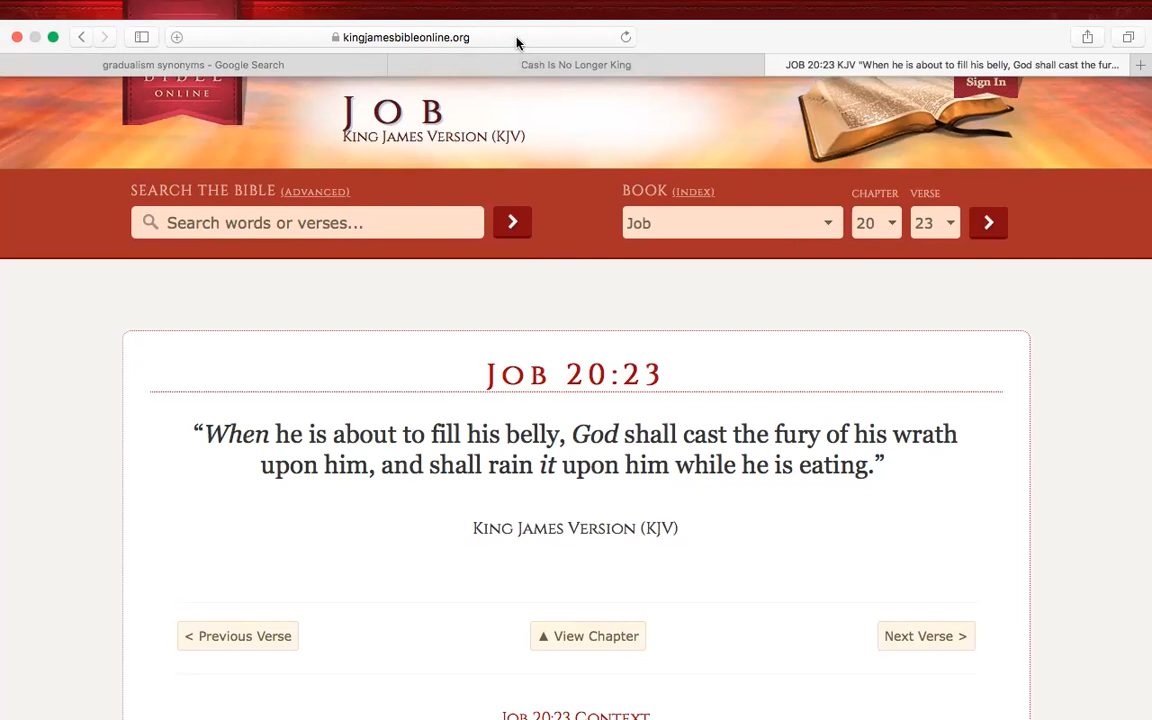 kingjamesbibleonline.org
gradualism synonyms - Google Search
Cash Is No Longer King
JOB 20:23 KJV "When he is about to fill his belly, God shall cast the fur...
BIBLE
ONLINE
Job
King James Version (KJV)
Sign In
SEARCH THE BIBLE (ADVANCED)
BOOK (INDEX)
CHAPTER
VERSE
Search words or verses...
Job
20
23
Job 20:23
“When he is about to fill his belly, God shall cast the fury of his wrath
upon him, and shall rain it upon him while he is eating.”
King James Version (KJV)
< Previous Verse
▲ View Chapter
Next Verse >
Job 20:23 Context